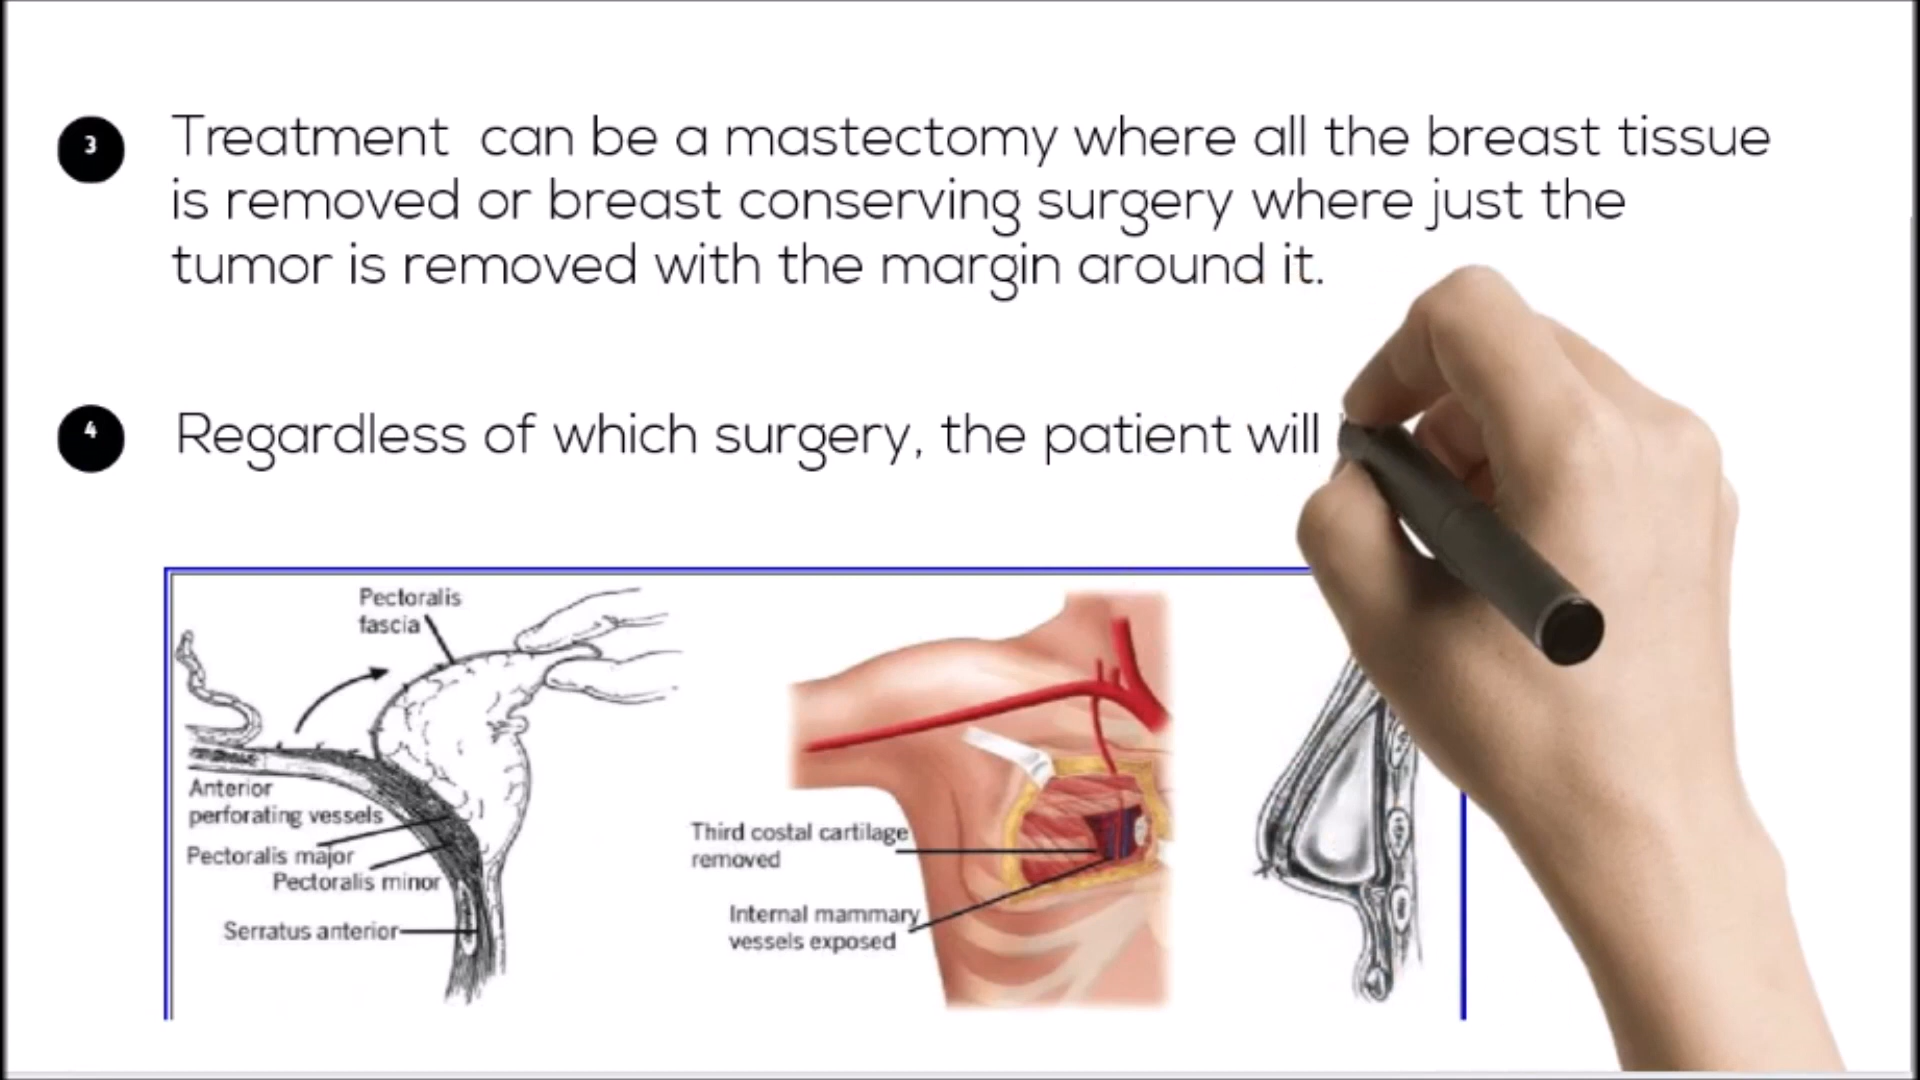 3
Treatment can be a mastectomy where all the breast tissue
is removed or breast conserving surgery where just the
tumor is removed with the margin around it.
4
Regardless of which surgery, the patient will
Pectoralis
fascia
Anterior
perforating vessels
Pectoralis major
Pectoralis minor
Serratus anterior
Third costal cartilage
removed
Internal mammary
vessels exposed